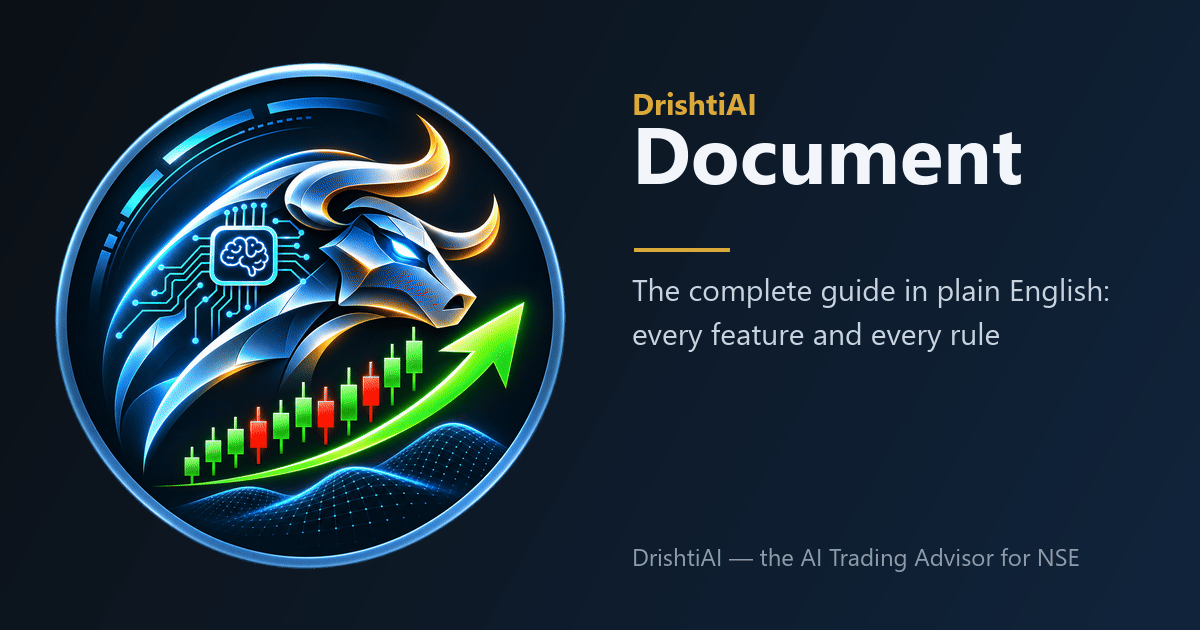 DrishtiAI
Document
The complete guide in plain English:
every feature and every rule
DrishtiAI — the AI Trading Advisor for NSE